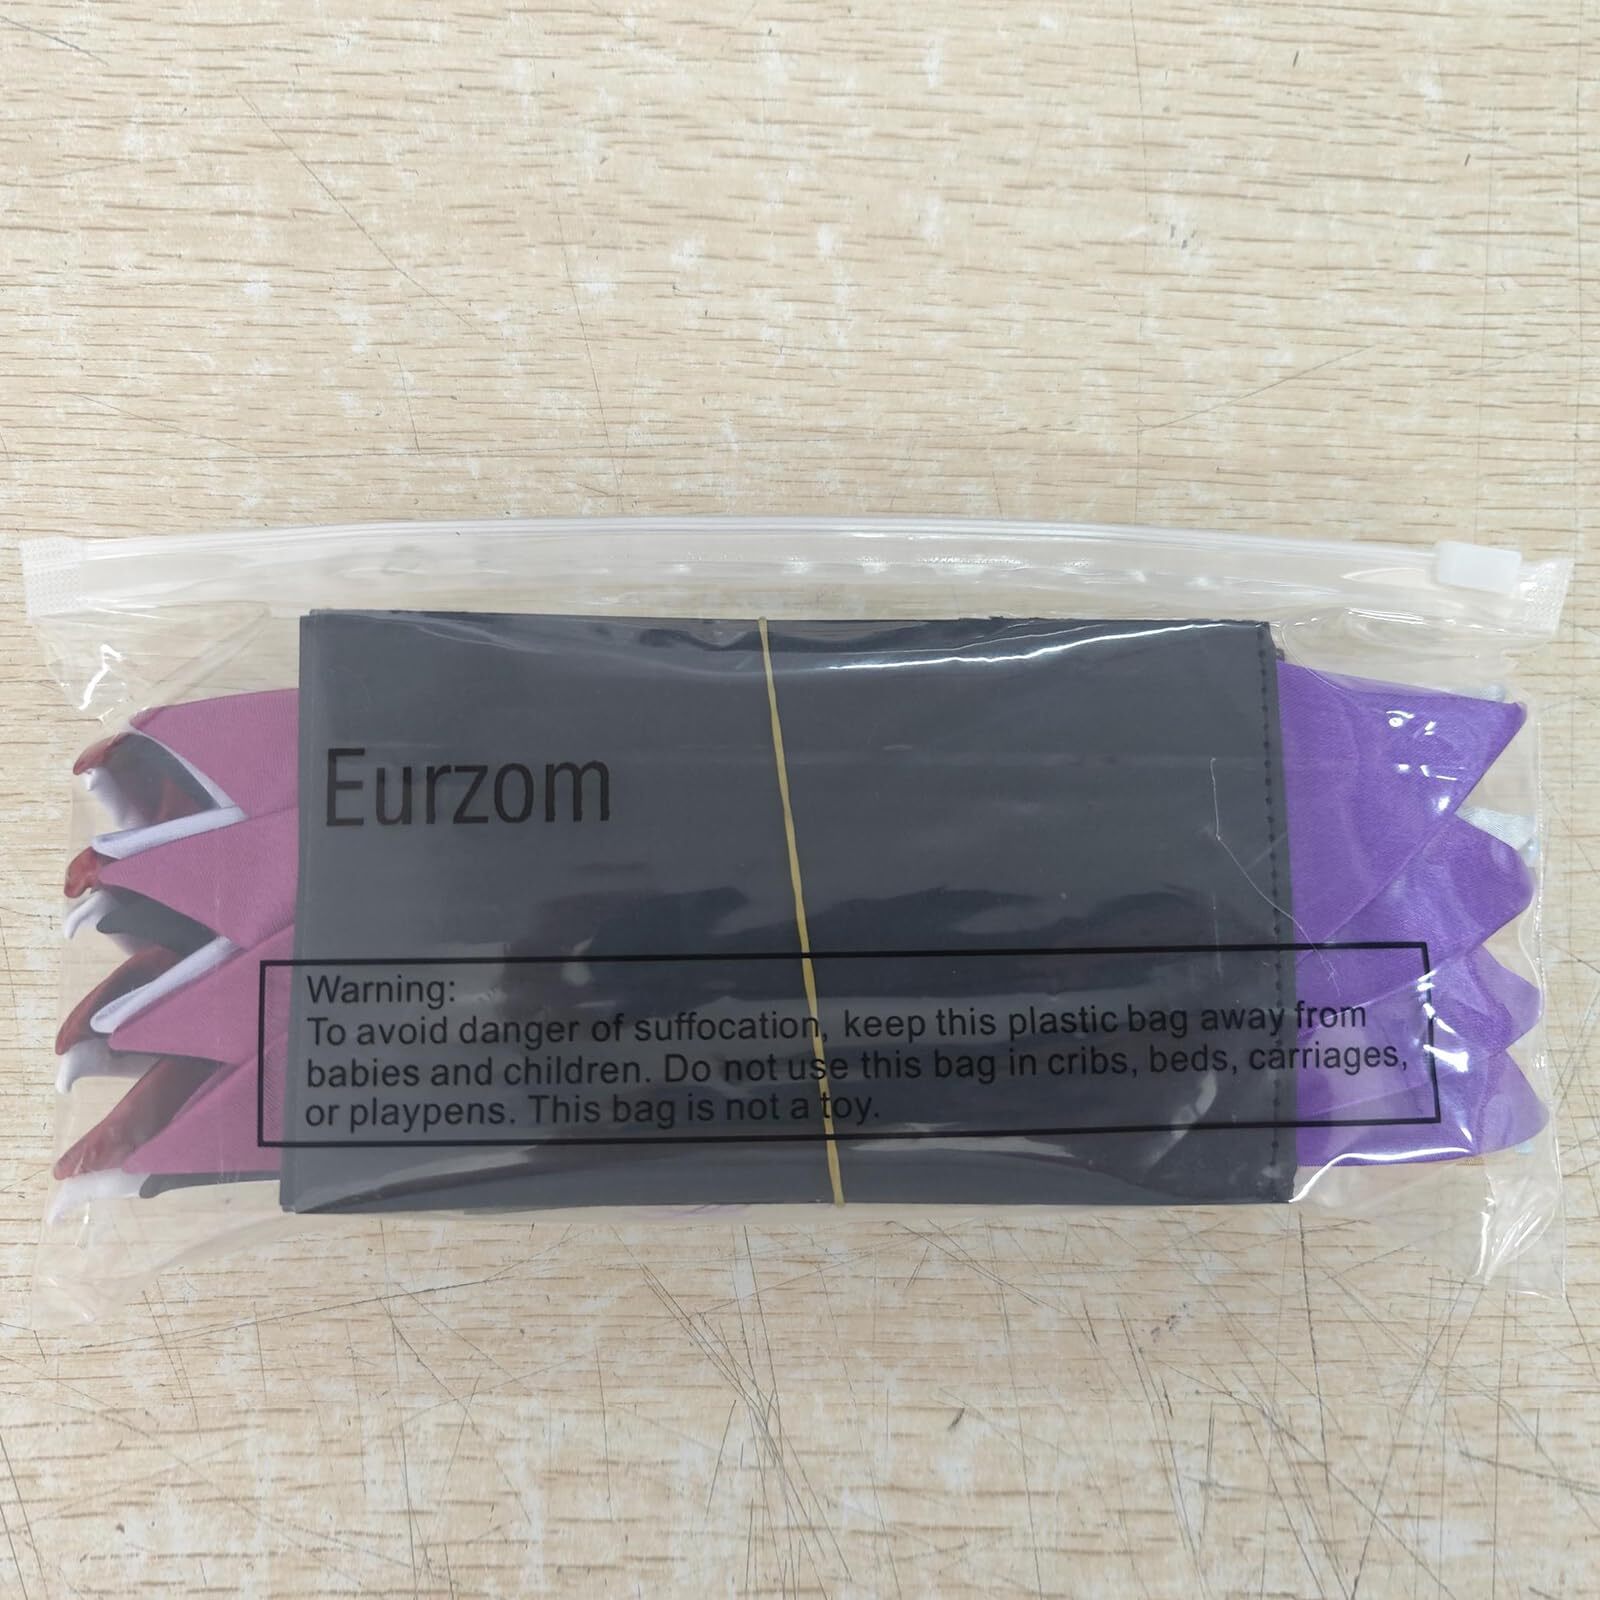 Eurzom
Warning:
To avoid danger of suffocation, keep this plastic bag away from
babies and children. Do not use this bag in cribs, beds, carriages,
or playpens. This bag is not a toy.